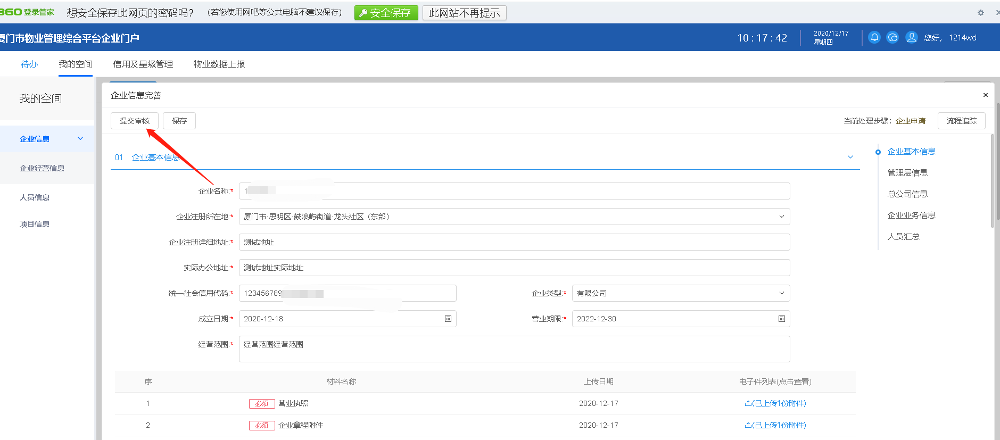 360 登录管家 想安全保存此网页的密码吗？ （若您使用网吧等公共电脑不建议保存） 安全保存 此网站不再提示
厦门市物业管理综合平台企业门户 10:17:42 2020/12/17 星期四 您好， 1214wd
待办 我的空间 信用及星级管理 物业数据上报
我的空间
企业信息
企业经营信息
人员信息
项目信息
企业信息完善 ×
提交审核 保存 当前处理步骤：企业申请 流程追踪
01 企业基本信息
企业名称:* 1
企业注册所在地:* 厦门市·思明区·鼓浪屿街道·龙头社区（东部）
企业注册详细地址:* 测试地址
实际办公地址:* 测试地址实际地址
统一社会信用代码:* 123456789 企业类型:* 有限公司
成立日期:* 2020-12-18 营业期限:* 2022-12-30
经营范围:* 经营范围经营范围
序 材料名称 上传日期 电子件列表(点击查看)
1 必须 营业执照 2020-12-17 (已上传1份附件)
2 必须 企业章程附件 2020-12-17 (已上传1份附件)
企业基本信息
管理层信息
总公司信息
企业业务信息
人员汇总